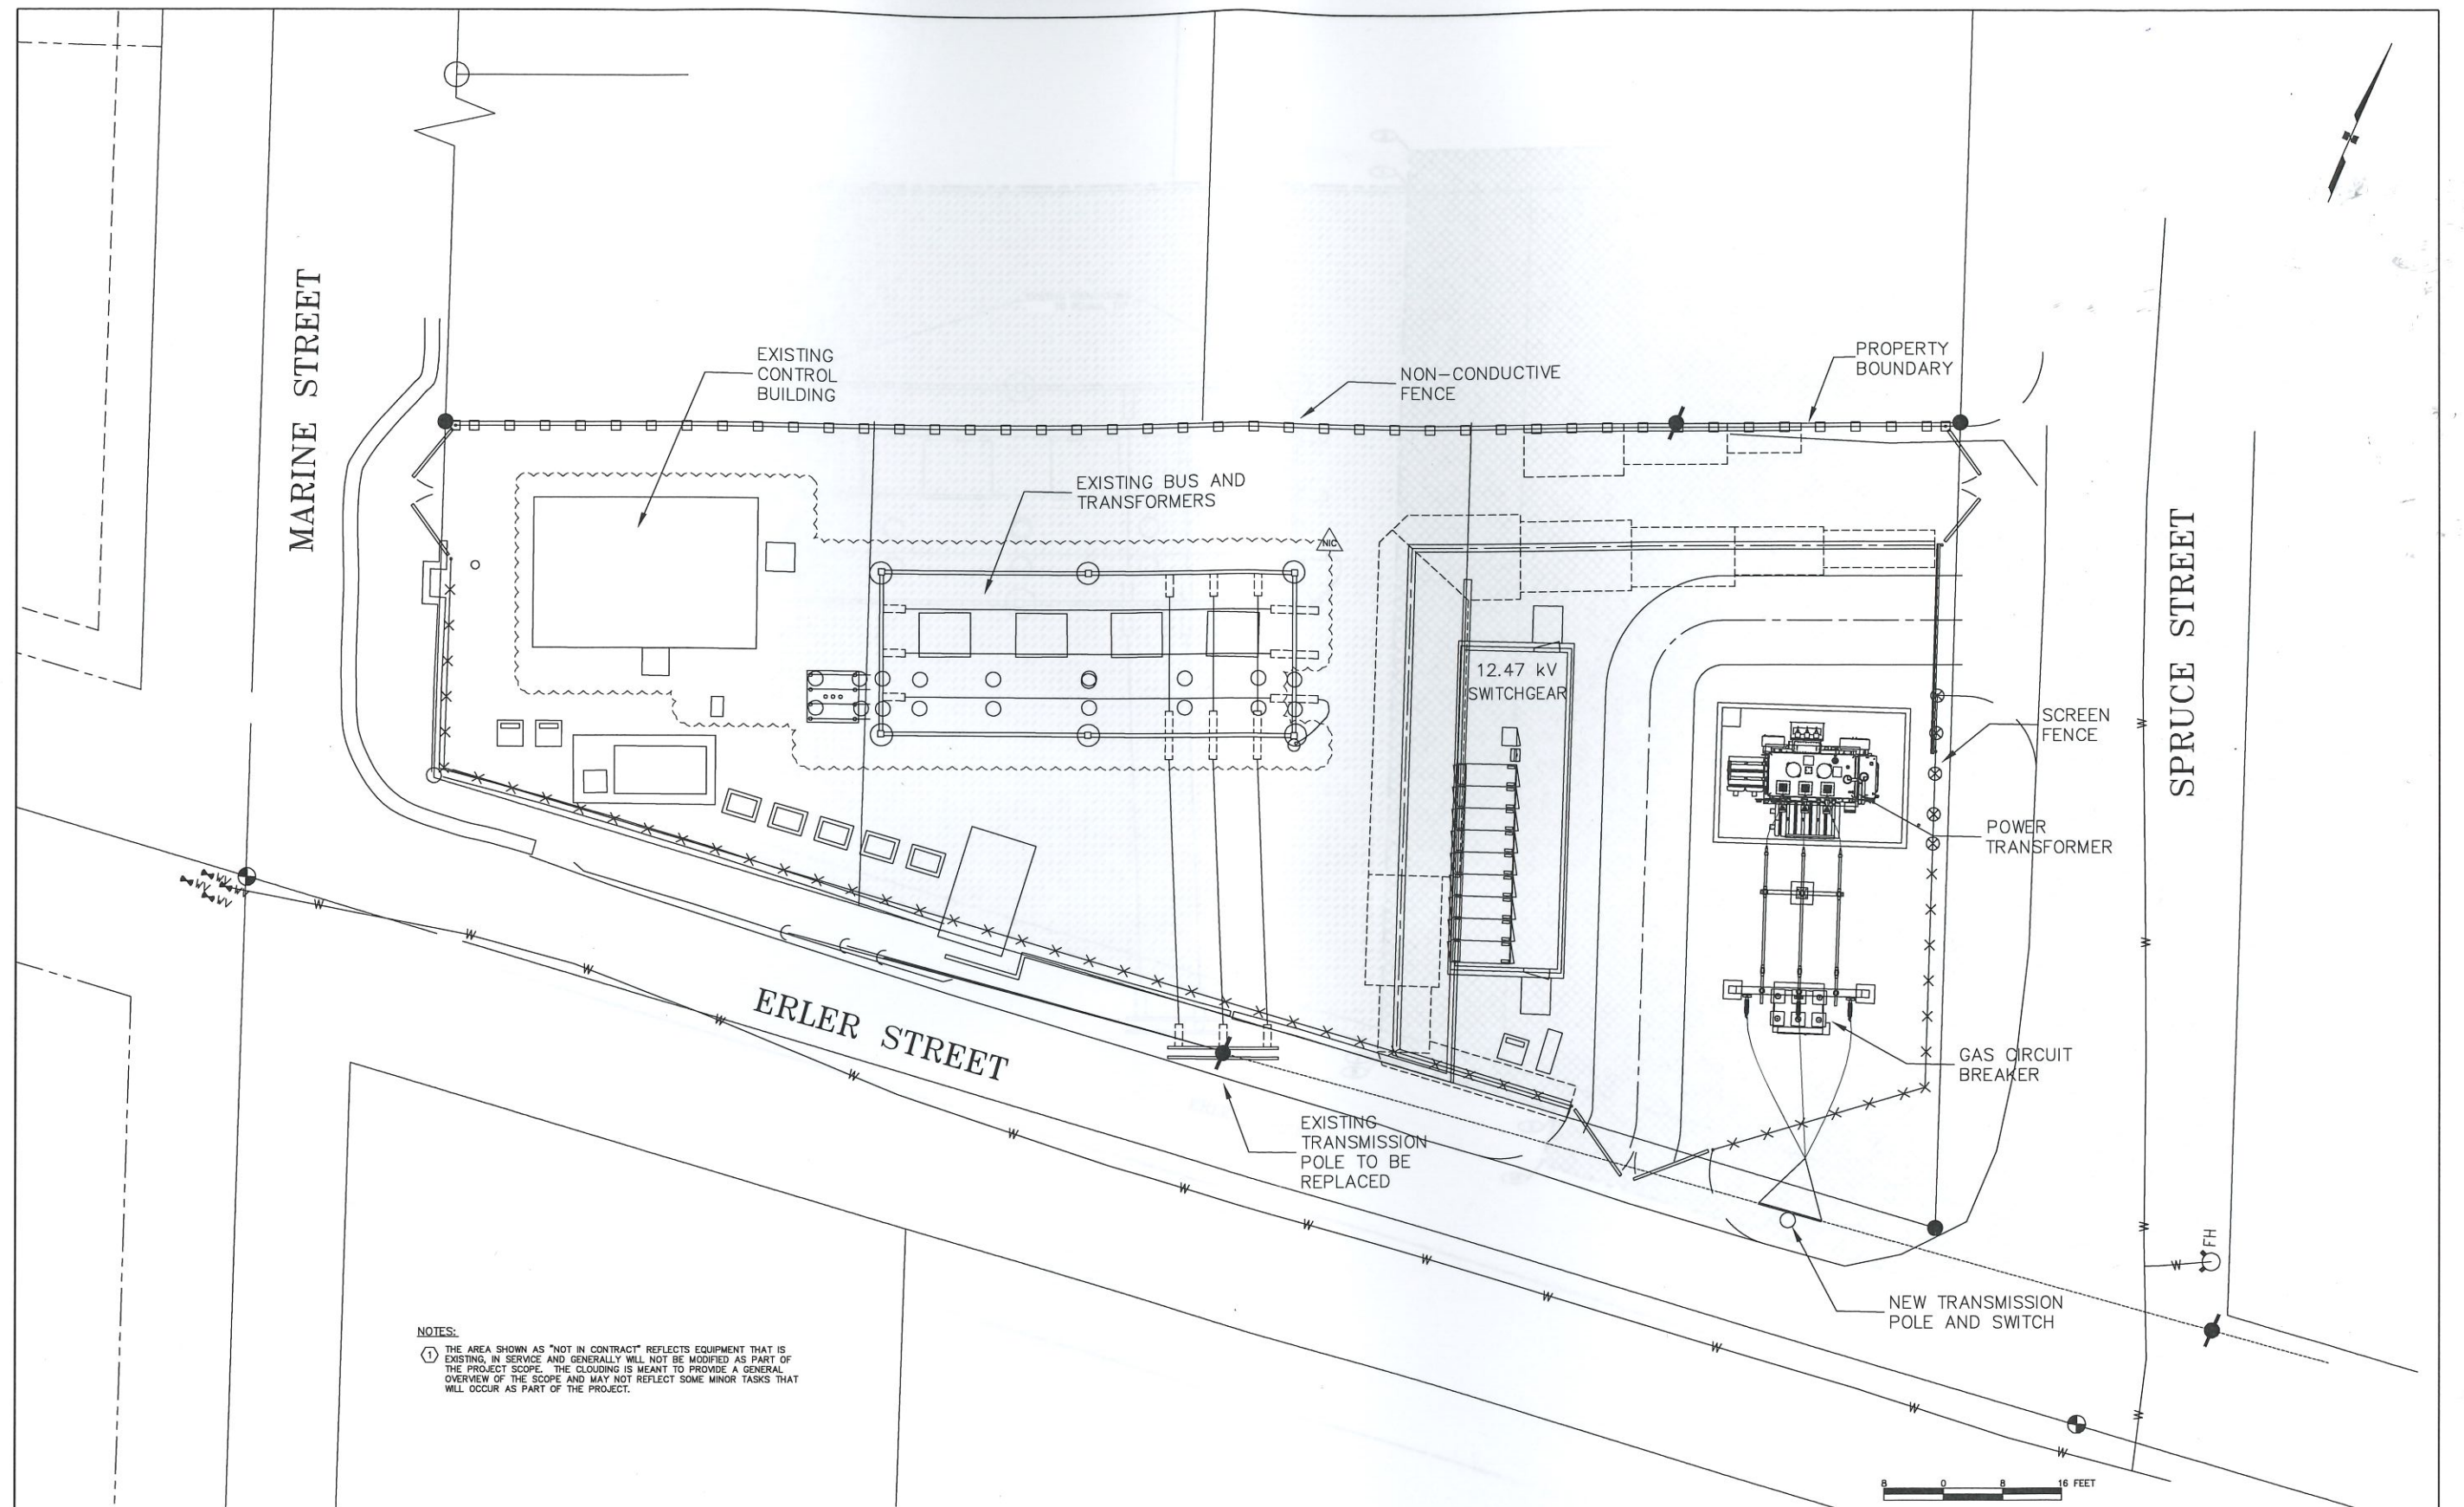 MARINE STREET
EXISTING
CONTROL
BUILDING
NON-CONDUCTIVE
FENCE
PROPERTY
BOUNDARY
EXISTING BUS AND
TRANSFORMERS
NIC
12.47 kV
SWITCHGEAR
SPRUCE STREET
SCREEN
FENCE
POWER
TRANSFORMER
GAS CIRCUIT
BREAKER
ERLER STREET
EXISTING
TRANSMISSION
POLE TO BE
REPLACED
FH
NEW TRANSMISSION
POLE AND SWITCH
W W W W W W W W W W W W W W W
W W W W W W
WV WV WV WV
NOTES:
1 THE AREA SHOWN AS "NOT IN CONTRACT" REFLECTS EQUIPMENT THAT IS
EXISTING, IN SERVICE AND GENERALLY WILL NOT BE MODIFIED AS PART OF
THE PROJECT SCOPE. THE CLOUDING IS MEANT TO PROVIDE A GENERAL
OVERVIEW OF THE SCOPE AND MAY NOT REFLECT SOME MINOR TASKS THAT
WILL OCCUR AS PART OF THE PROJECT.
8 0 8 16 FEET